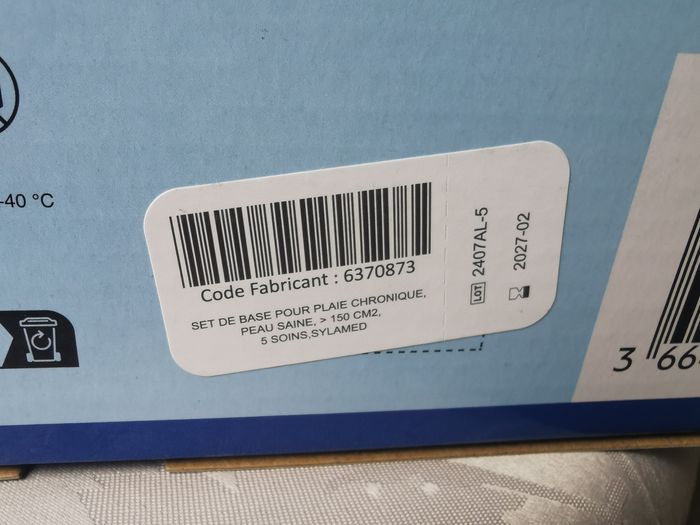 -40 °C
Code Fabricant : 6370873
SET DE BASE POUR PLAIE CHRONIQUE,
PEAU SAINE, > 150 CM2,
5 SOINS,SYLAMED
LOT 2407AL-5
2027-02
3 66